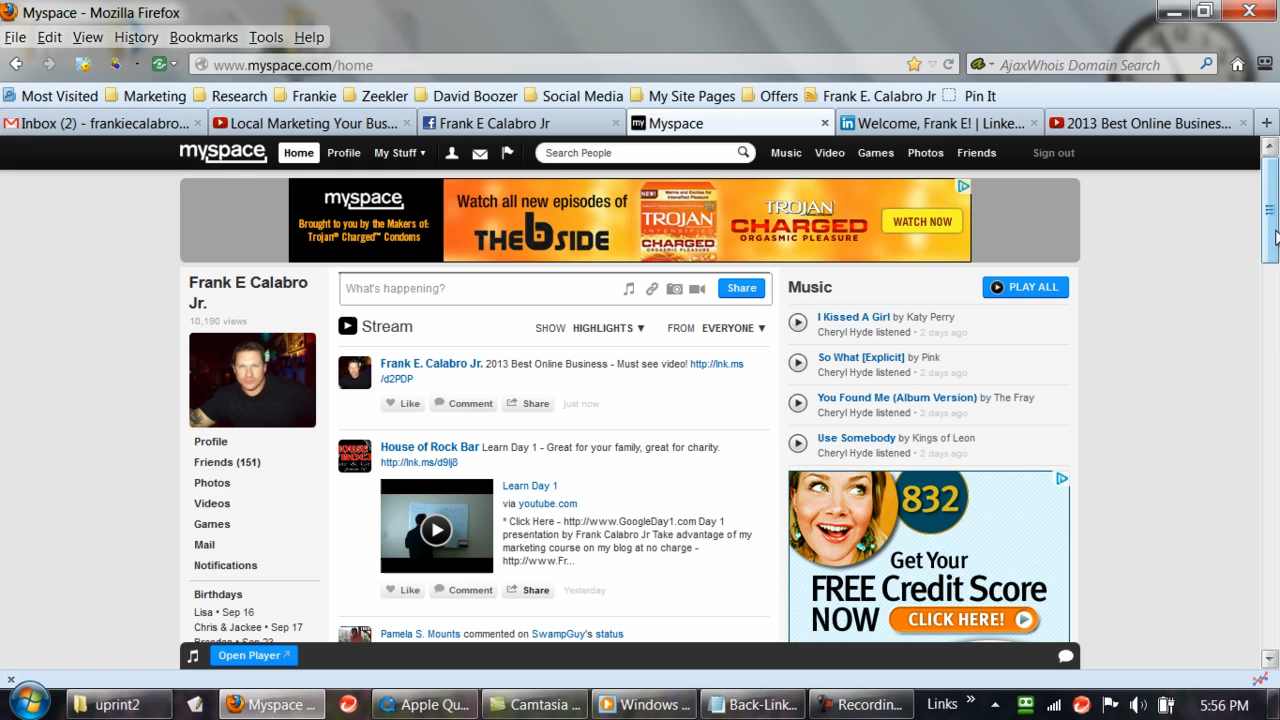 Myspace - Mozilla Firefox
File Edit View History Bookmarks Tools Help
www.myspace.com/home
AjaxWhois Domain Search
Most Visited Marketing Research Frankie Zeekler David Boozer Social Media My Site Pages Offers Frank E. Calabro Jr Pin It
Inbox (2) - frankiecalabro...
Local Marketing Your Bus...
Frank E Calabro Jr
my Myspace
in Welcome, Frank E! | Linke...
2013 Best Online Business...
myspace Home Profile My Stuff Search People Music Video Games Photos Friends Sign out
myspace
Brought to you by the Makers of:
Trojan® Charged™ Condoms
Watch all new episodes of
THE b SIDE
NEW!
TROJAN
INTENSIFIED
CHARGED
ORGASMIC PLEASURE
TROJAN
CHARGED
ORGASMIC PLEASURE
WATCH NOW
Frank E Calabro
Jr.
10,190 views
Profile
Friends (151)
Photos
Videos
Games
Mail
Notifications
Birthdays
Lisa • Sep 16
Chris & Jackee • Sep 17
What's happening? Share
Stream SHOW HIGHLIGHTS ▼ FROM EVERYONE ▼
Frank E. Calabro Jr. 2013 Best Online Business - Must see video! http://lnk.ms
/d2PDP
Like Comment Share just now
HOUSE
ROCK
House of Rock Bar Learn Day 1 - Great for your family, great for charity.
http://lnk.ms/d9lj8
Learn Day 1
via youtube.com
* Click Here - http://www.GoogleDay1.com Day 1
presentation by Frank Calabro Jr Take advantage of my
marketing course on my blog at no charge -
http://www.Fr...
Like Comment Share Yesterday
Pamela S. Mounts commented on SwampGuy's status
Music PLAY ALL
I Kissed A Girl by Katy Perry
Cheryl Hyde listened • 2 days ago
So What [Explicit] by Pink
Cheryl Hyde listened • 2 days ago
You Found Me (Album Version) by The Fray
Cheryl Hyde listened • 2 days ago
Use Somebody by Kings of Leon
Cheryl Hyde listened • 2 days ago
832
Get Your
FREE Credit Score
NOW CLICK HERE!
Open Player
uprint2 Myspace ... Apple Qu... Camtasia ... Windows ... Back-Link... Recordin... Links » 5:56 PM